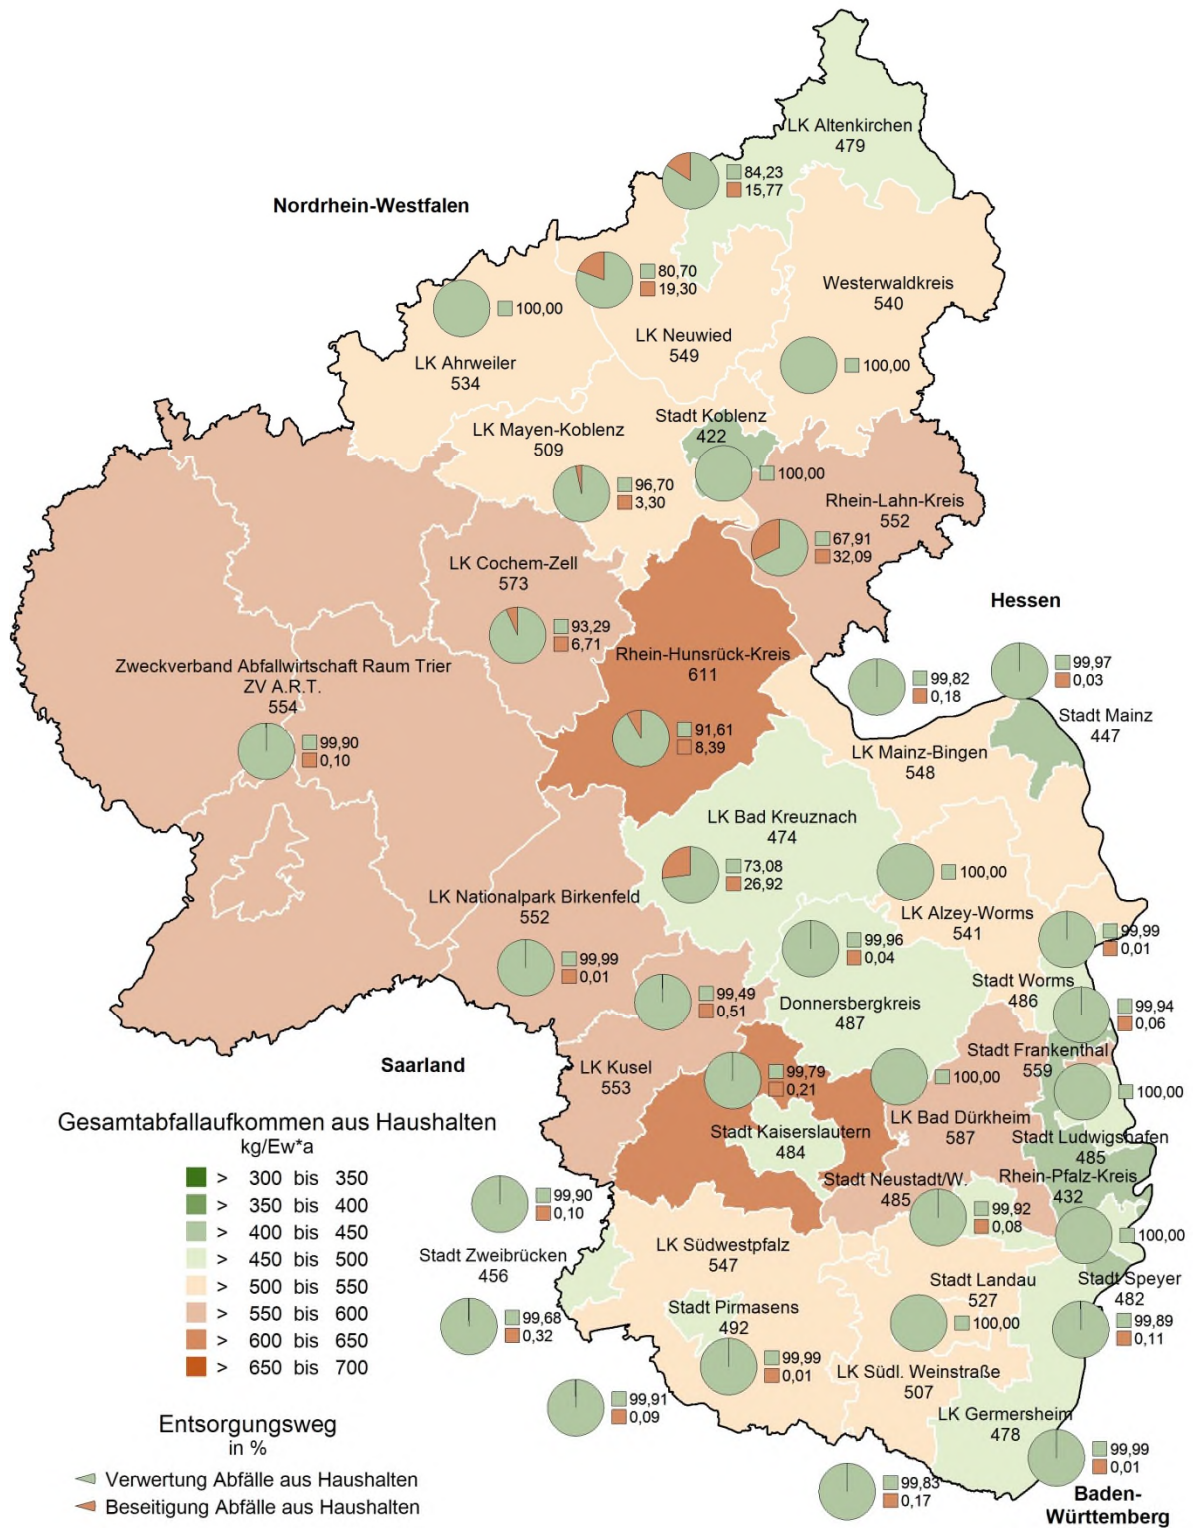 LK Altenkirchen
479
84,23
15,77
Nordrhein-Westfalen
80,70
19,30
Westerwaldkreis
540
100,00
LK Neuwied
549
LK Ahrweiler
534
100,00
Stadt Koblenz
422
LK Mayen-Koblenz
509
96,70
3,30
100,00
Rhein-Lahn-Kreis
552
67,91
32,09
LK Cochem-Zell
573
93,29
6,71
Hessen
Rhein-Hunsrück-Kreis
611
Zweckverband Abfallwirtschaft Raum Trier
ZV A.R.T.
554
99,90
0,10
91,61
8,39
99,82
0,18
99,97
0,03
Stadt Mainz
447
LK Mainz-Bingen
548
LK Bad Kreuznach
474
73,08
26,92
100,00
LK Nationalpark Birkenfeld
552
99,99
0,01
LK Alzey-Worms
541
99,99
0,01
99,96
0,04
Stadt Worms
486
99,49
0,51
Donnersbergkreis
487
99,94
0,06
Saarland
LK Kusel
553
Stadt Frankenthal
559
99,79
0,21
100,00
100,00
LK Bad Dürkheim
587
Stadt Kaiserslautern
484
Stadt Ludwigshafen
485
Stadt Neustadt/W.
485
Rhein-Pfalz-Kreis
432
99,90
0,10
99,92
0,08
100,00
Stadt Zweibrücken
456
LK Südwestpfalz
547
Stadt Landau
527
Stadt Speyer
482
99,68
0,32
Stadt Pirmasens
492
100,00
99,89
0,11
99,99
0,01
LK Südl. Weinstraße
507
99,91
0,09
LK Germersheim
478
99,99
0,01
99,83
0,17
Baden-
Württemberg
Gesamtabfallaufkommen aus Haushalten
kg/Ew*a
> 300 bis 350
> 350 bis 400
> 400 bis 450
> 450 bis 500
> 500 bis 550
> 550 bis 600
> 600 bis 650
> 650 bis 700
Entsorgungsweg
in %
Verwertung Abfälle aus Haushalten
Beseitigung Abfälle aus Haushalten